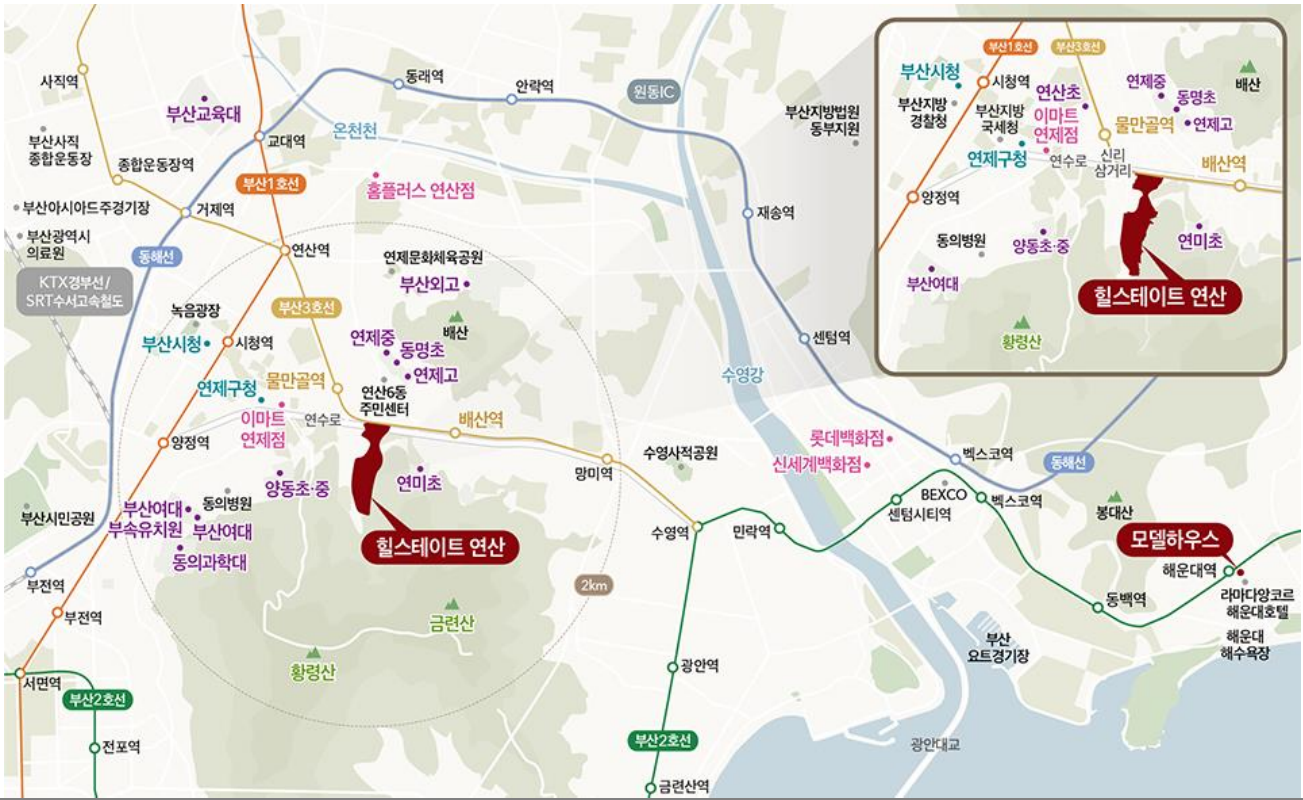 사직역
부산교육대
동래역
안락역
원동IC
부산지방법원
동부지원
부산사직
종합운동장
온천천
교대역
종합운동장역
부산1호선
홈플러스 연산점
부산아시아드주경기장
거제역
재송역
부산광역시
의료원
동해선
연산역
연제문화체육공원
KTX경부선/
SRT수서고속철도
부산외고
부산3호선
녹음광장
배산
부산시청
시청역
연제중
동명초
연제고
센텀역
수영강
물만골역
연제구청
연산6동
주민센터
이마트
연제점
연수로
배산역
양정역
롯데백화점
신세계백화점
벡스코역
동해선
망미역
수영사적공원
양동초·중
연미초
동의병원
BEXCO
센텀시티역
벡스코역
봉대산
부산시민공원
부산여대
부속유치원
부산여대
동의과학대
힐스테이트 연산
수영역
민락역
모델하우스
해운대역
부전역
2km
라마다앙코르
해운대호텔
동백역
부전역
금련산
해운대
해수욕장
부산
요트경기장
황령산
광안역
서면역
부산2호선
부산2호선
전포역
광안대교
금련산역
부산1호선
부산3호선
부산시청
시청역
연산초
연제중
배산
부산지방
경찰청
부산지방
국세청
이마트
연제점
동명초
물만골역
연제고
연제구청
연수로
신리
삼거리
배산역
양정역
동의병원
양동초·중
연미초
부산여대
힐스테이트 연산
황령산